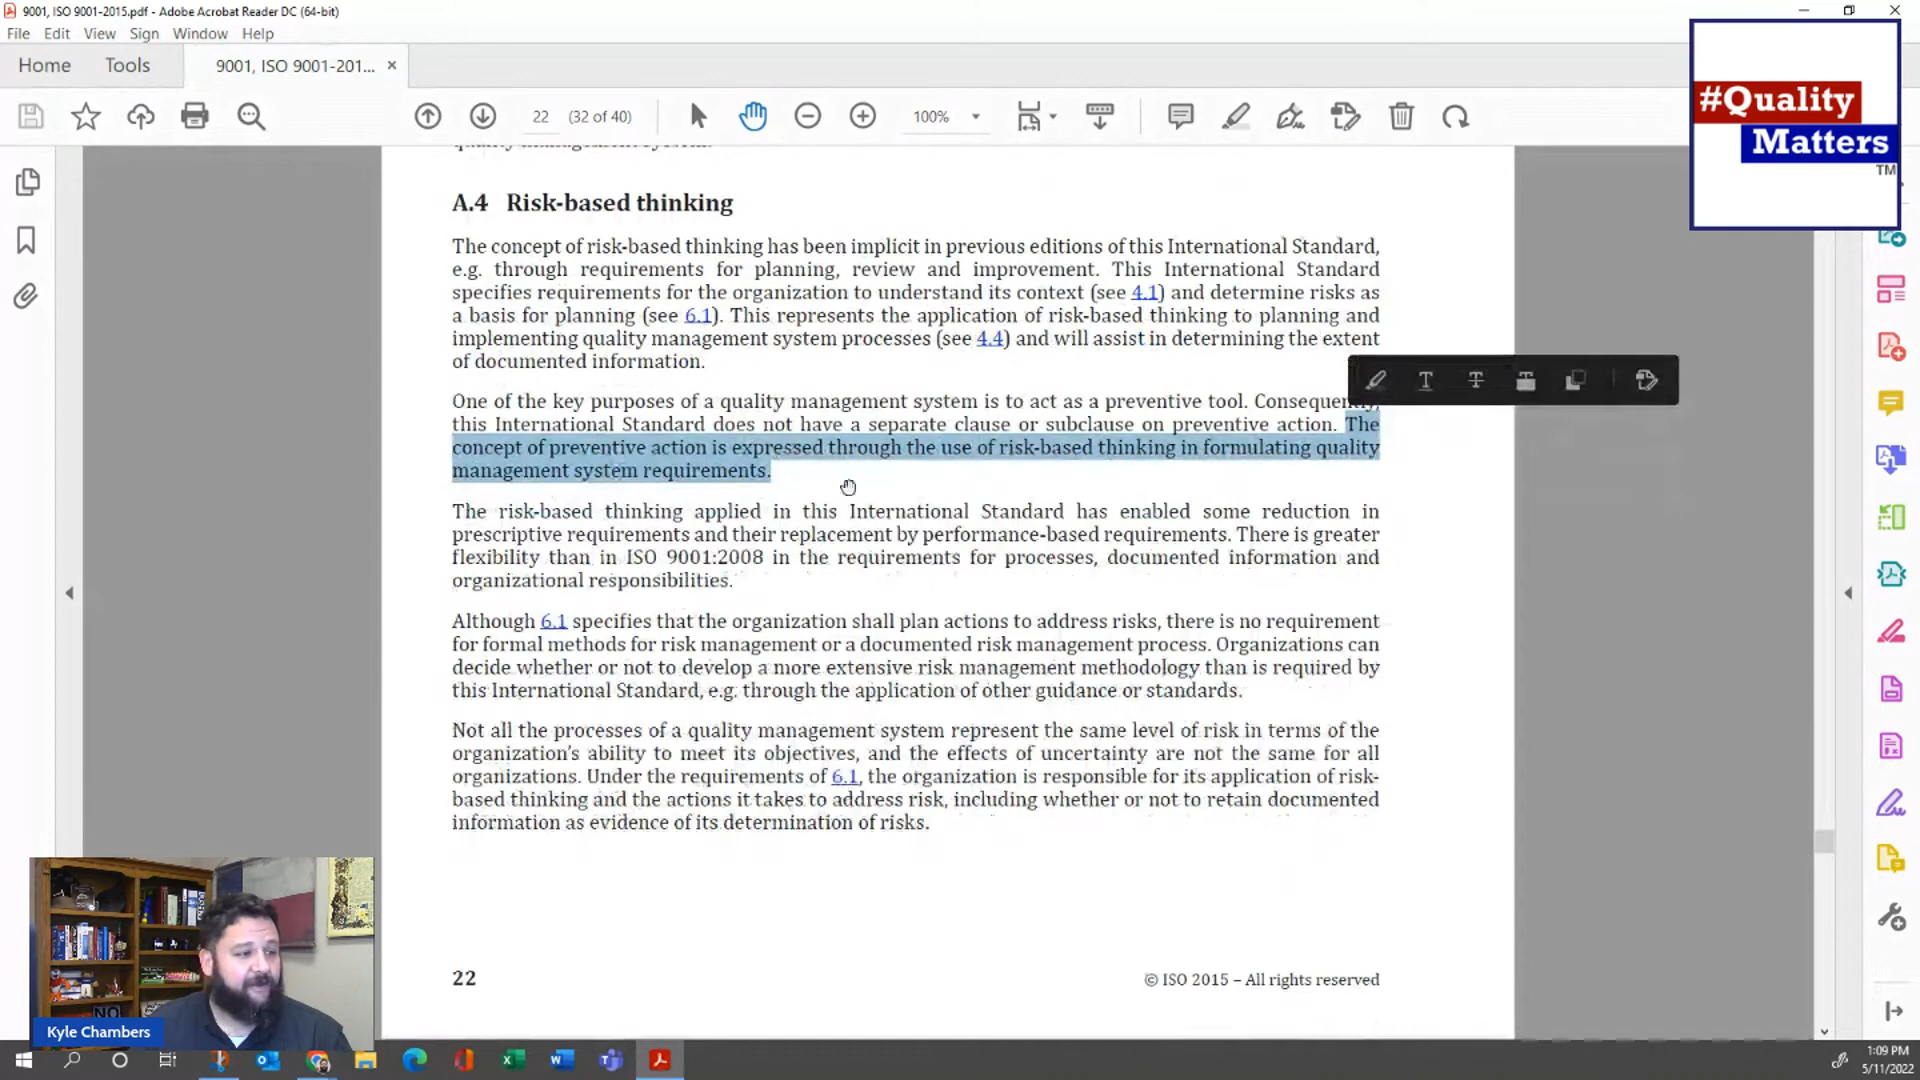 9001, ISO 9001-2015.pdf - Adobe Acrobat Reader DC (64-bit)
File Edit View Sign Window Help
Home Tools 9001, ISO 9001-201... ×
22 (32 of 40) 100%
#Quality
Matters
TM
quality management system.
A.4 Risk-based thinking
The concept of risk-based thinking has been implicit in previous editions of this International Standard,
e.g. through requirements for planning, review and improvement. This International Standard
specifies requirements for the organization to understand its context (see 4.1) and determine risks as
a basis for planning (see 6.1). This represents the application of risk-based thinking to planning and
implementing quality management system processes (see 4.4) and will assist in determining the extent
of documented information.
One of the key purposes of a quality management system is to act as a preventive tool. Consequently,
this International Standard does not have a separate clause or subclause on preventive action. The
concept of preventive action is expressed through the use of risk-based thinking in formulating quality
management system requirements.
The risk-based thinking applied in this International Standard has enabled some reduction in
prescriptive requirements and their replacement by performance-based requirements. There is greater
flexibility than in ISO 9001:2008 in the requirements for processes, documented information and
organizational responsibilities.
Although 6.1 specifies that the organization shall plan actions to address risks, there is no requirement
for formal methods for risk management or a documented risk management process. Organizations can
decide whether or not to develop a more extensive risk management methodology than is required by
this International Standard, e.g. through the application of other guidance or standards.
Not all the processes of a quality management system represent the same level of risk in terms of the
organization's ability to meet its objectives, and the effects of uncertainty are not the same for all
organizations. Under the requirements of 6.1, the organization is responsible for its application of risk-
based thinking and the actions it takes to address risk, including whether or not to retain documented
information as evidence of its determination of risks.
22 © ISO 2015 – All rights reserved
NO
Kyle Chambers
1:09 PM
5/11/2022